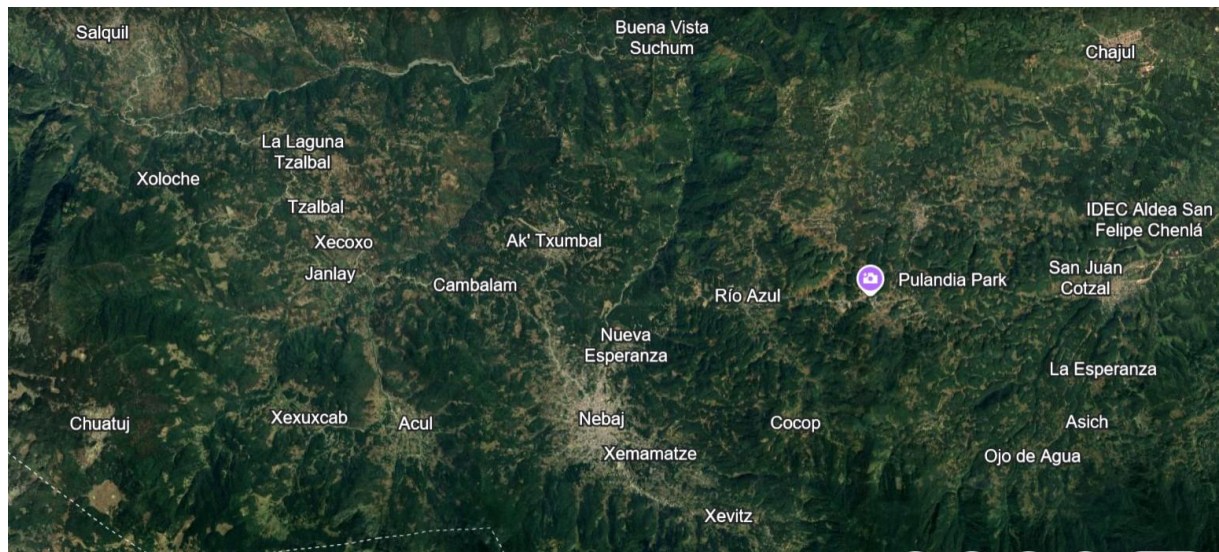 Salquil
Buena Vista
Suchum
Chajul
La Laguna
Tzalbal
Xoloche
Tzalbal
IDEC Aldea San
Felipe Chenlá
Xecoxo
Ak' Txumbal
Janlay
Cambalam
Río Azul
Pulandia Park
San Juan
Cotzal
Nueva
Esperanza
La Esperanza
Chuatuj
Xexuxcab
Acul
Nebaj
Cocop
Asich
Xemamatze
Ojo de Agua
Xevitz